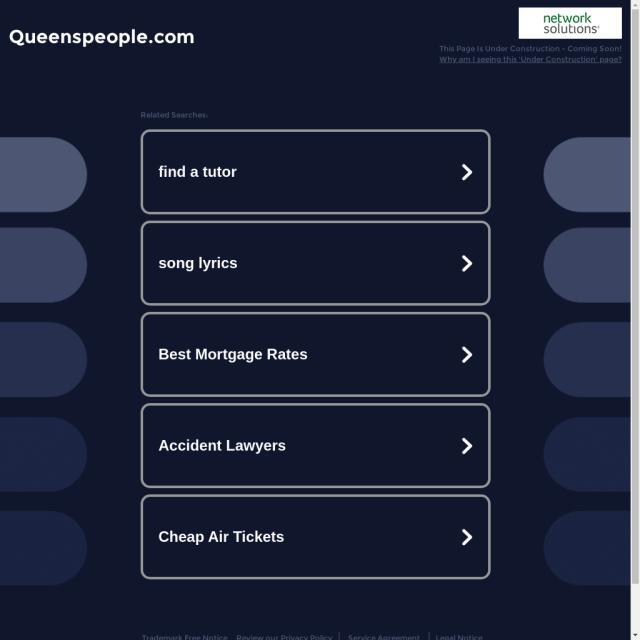 Queenspeople.com
network
solutions
This Page Is Under Construction - Coming Soon!
Why am I seeing this 'Under Construction' page?
Related Searches:
find a tutor
song lyrics
Best Mortgage Rates
Accident Lawyers
Cheap Air Tickets
Trademark Free Notice Review our Privacy Policy | Service Agreement | Legal Notice